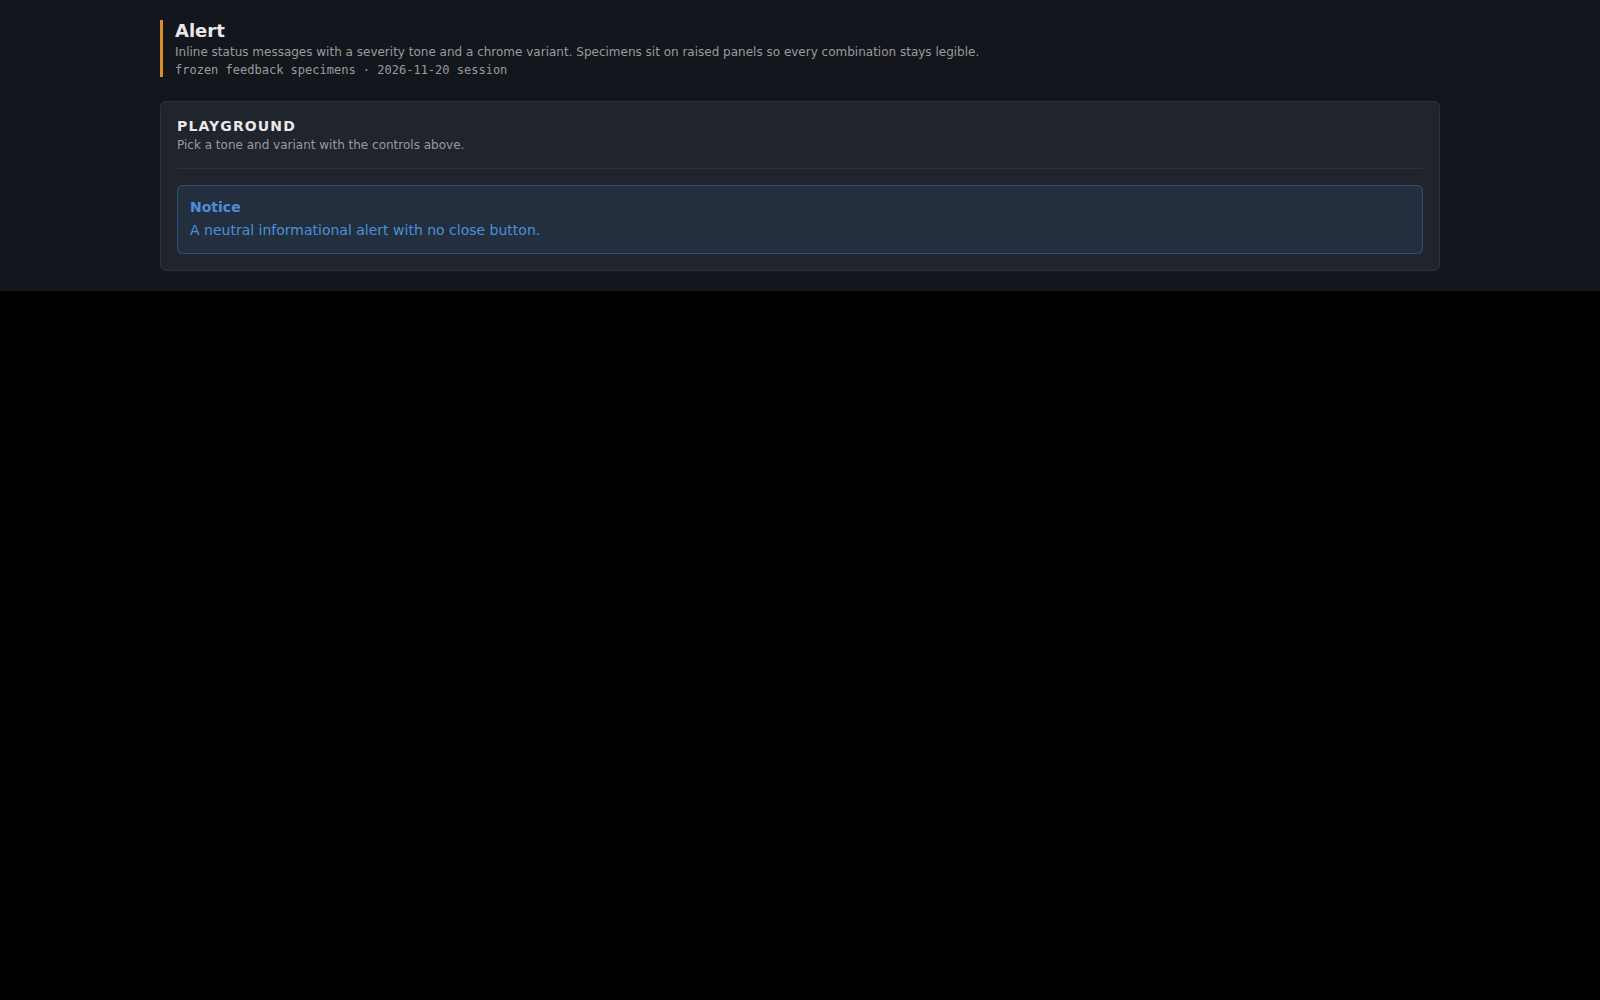 Alert
Inline status messages with a severity tone and a chrome variant. Specimens sit on raised panels so every combination stays legible.
frozen feedback specimens · 2026-11-20 session
PLAYGROUND
Pick a tone and variant with the controls above.
Notice
A neutral informational alert with no close button.